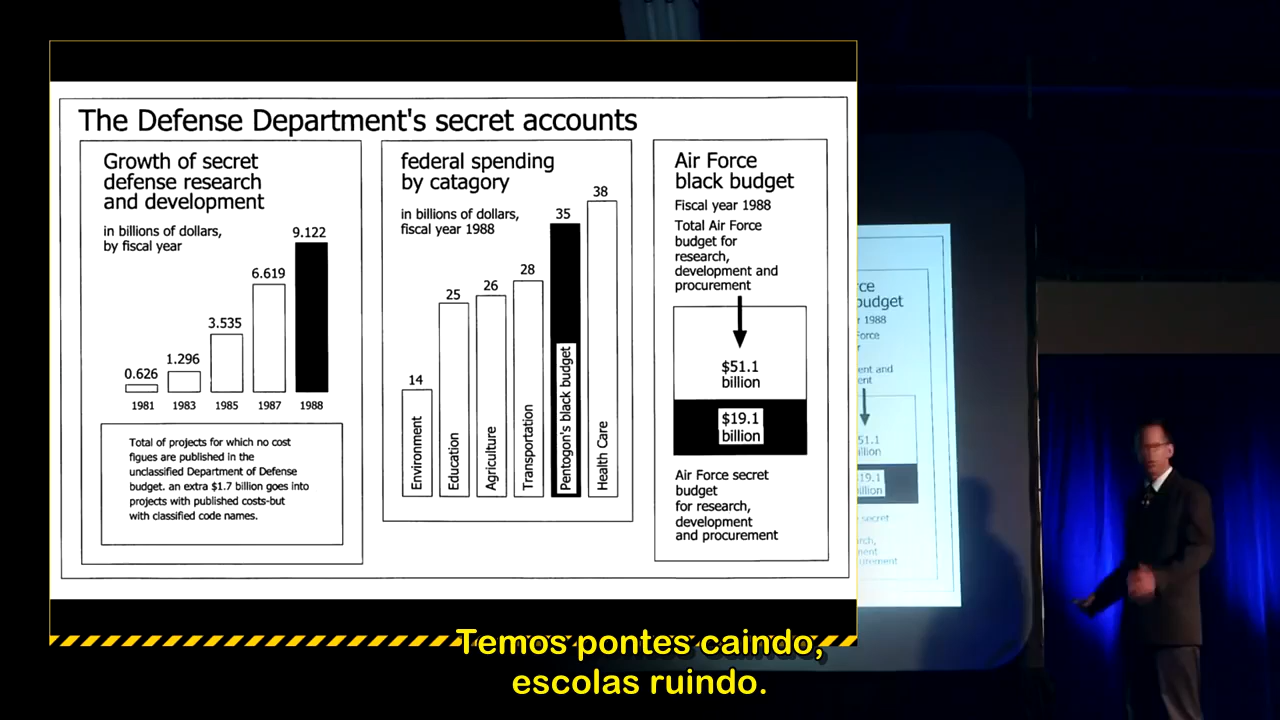 The Defense Department's secret accounts
Growth of secret
defense research
and development
in billions of dollars,
by fiscal year
0.626
1.296
3.535
6.619
9.122
1981
1983
1985
1987
1988
Total of projects for which no cost
figues are published in the
unclassified Department of Defense
budget. an extra $1.7 billion goes into
projects with published costs-but
with classified code names.
federal spending
by catagory
in billions of dollars,
fiscal year 1988
14
25
26
28
35
38
Environment
Education
Agriculture
Transportation
Pentogon's black budget
Health Care
Air Force
black budget
Fiscal year 1988
Total Air Force
budget for
research,
development and
procurement
$51.1
billion
$19.1
billion
Air Force secret
budget
for research,
development
and procurement
budget
1988
Temos pontes caindo,
escolas ruindo.